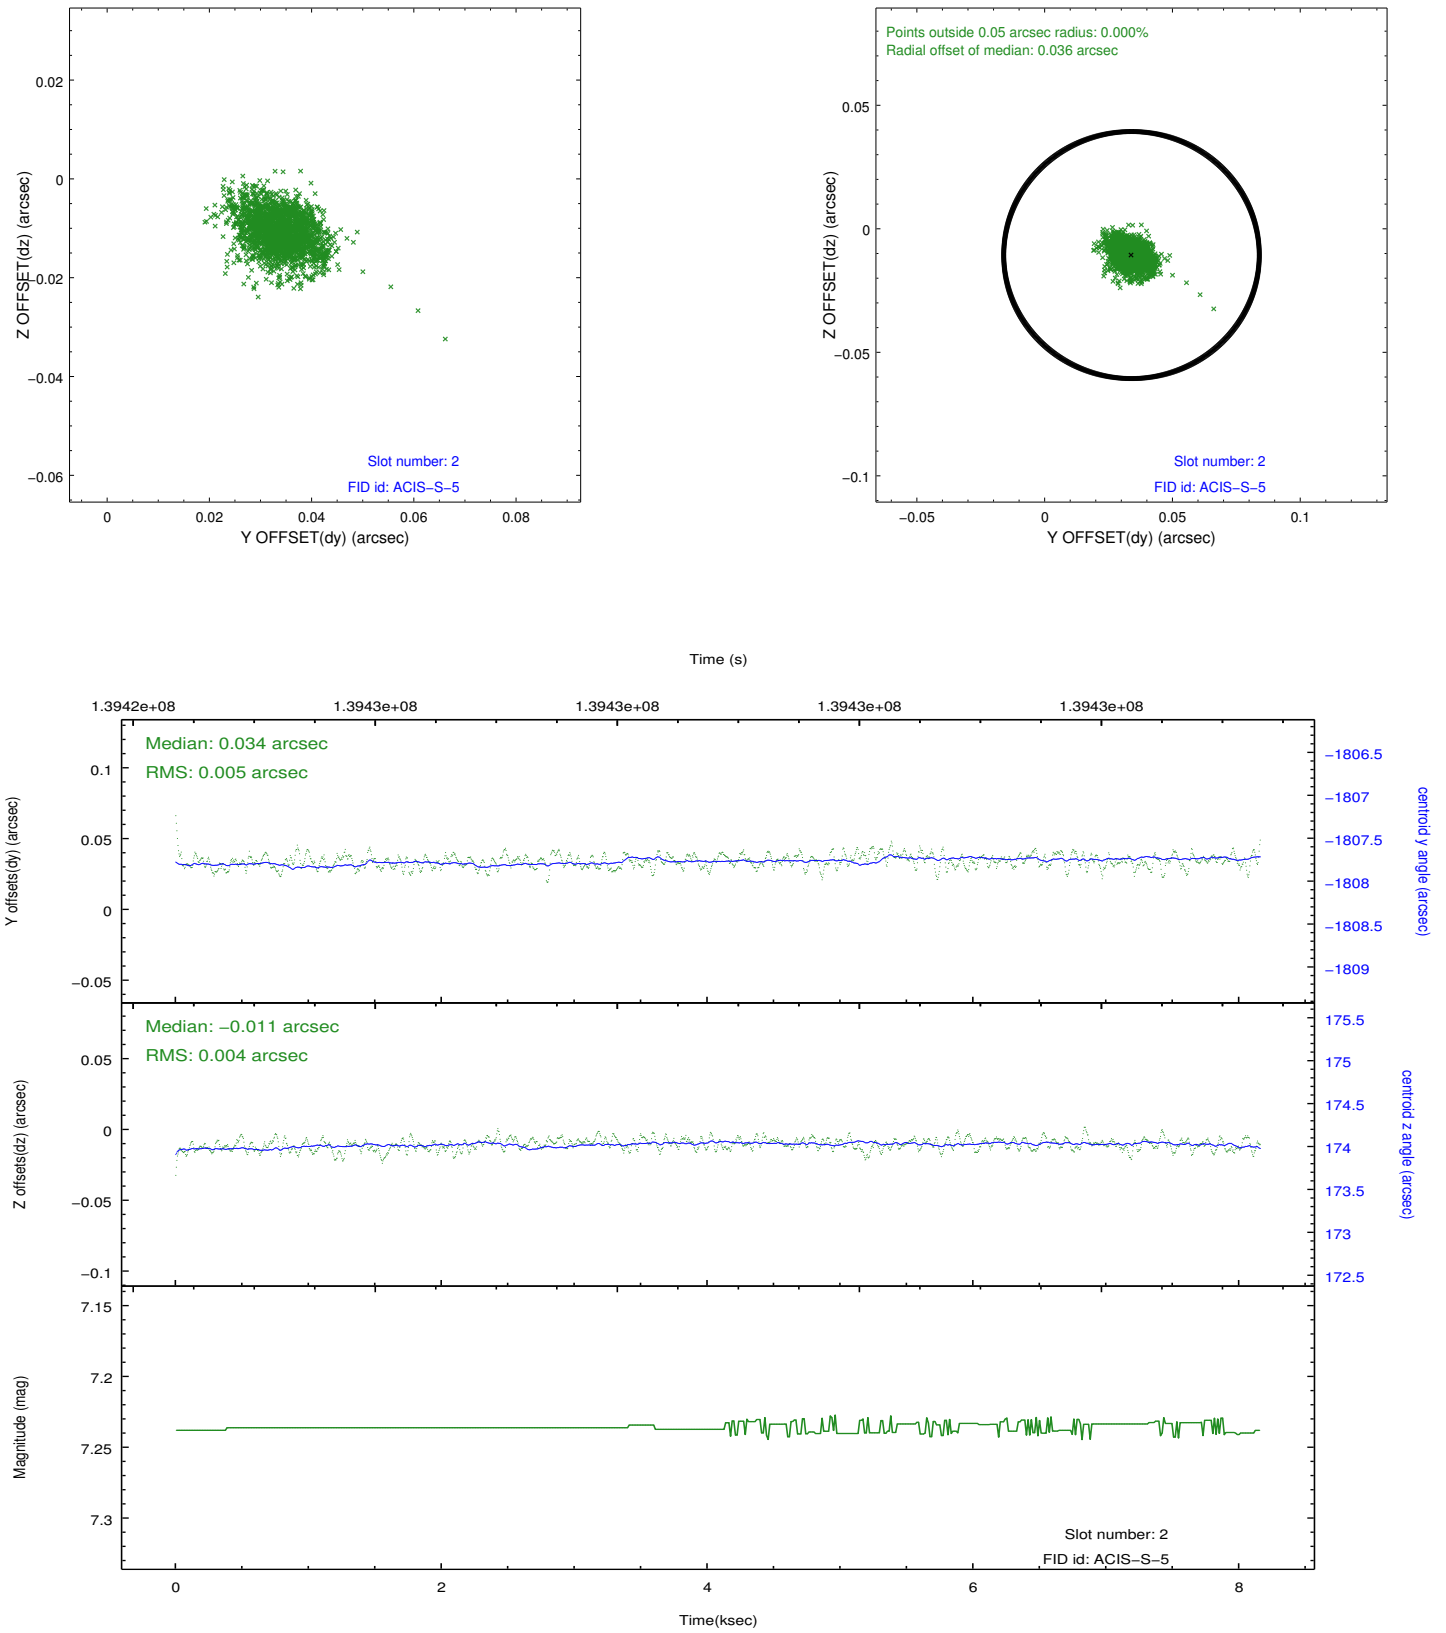 0.02
0
−0.02
−0.04
−0.06
Z OFFSET(dz) (arcsec)
Slot number: 2
FID id: ACIS−S−5
0 0.02 0.04 0.06 0.08
Y OFFSET(dy) (arcsec)
Points outside 0.05 arcsec radius: 0.000%
Radial offset of median: 0.036 arcsec
0.05
0
−0.05
−0.1
Z OFFSET(dz) (arcsec)
Slot number: 2
FID id: ACIS−S−5
−0.05 0 0.05 0.1
Y OFFSET(dy) (arcsec)
Time (s)
1.3942e+08 1.3943e+08 1.3943e+08 1.3943e+08 1.3943e+08
Median: 0.034 arcsec
RMS: 0.005 arcsec
0.1
0.05
0
−0.05
Y offsets(dy) (arcsec)
−1806.5
−1807
−1807.5
−1808
−1808.5
−1809
centroid y angle (arcsec)
Median: −0.011 arcsec
RMS: 0.004 arcsec
0.05
0
−0.05
−0.1
Z offsets(dz) (arcsec)
175.5
175
174.5
174
173.5
173
172.5
centroid z angle (arcsec)
7.15
7.2
7.25
7.3
Magnitude (mag)
Slot number: 2
FID id: ACIS−S−5
0 2 4 6 8
Time(ksec)